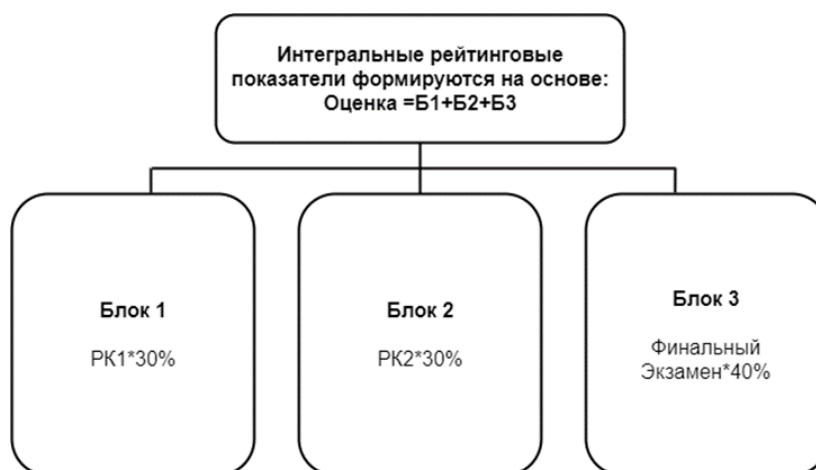 Интегральные рейтинговые
показатели формируются на основе:
Оценка =Б1+Б2+Б3
Блок 1
РК1*30%
Блок 2
РК2*30%
Блок 3
Финальный
Экзамен*40%